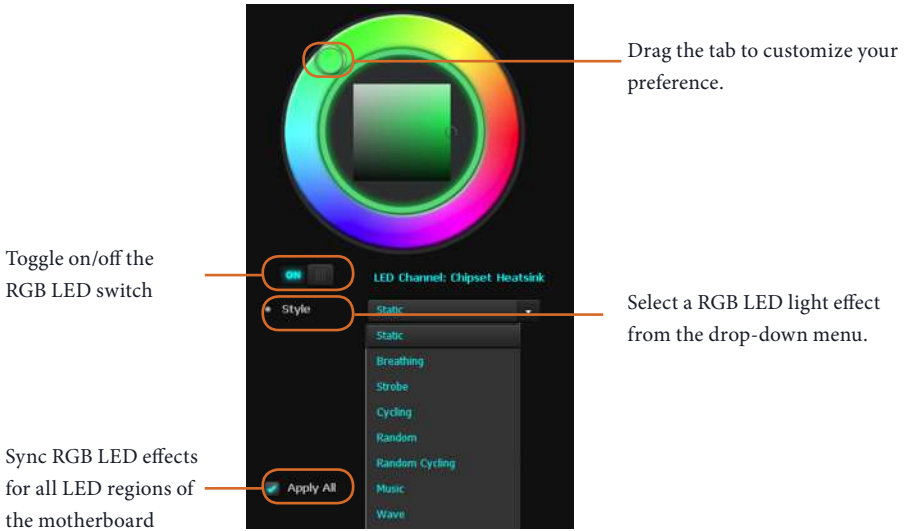 Drag the tab to customize your
preference.
Toggle on/off the
RGB LED switch
ON
LED Channel: Chipset Heatsink
Style
Static
Select a RGB LED light effect
from the drop-down menu.
Static
Breathing
Strobe
Cycling
Random
Random Cycling
Sync RGB LED effects
for all LED regions of
the motherboard
Apply All
Music
Wave